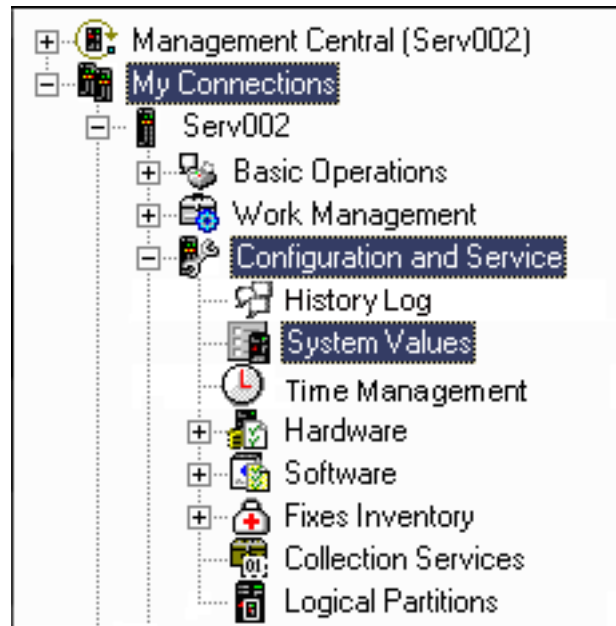 Management Central (Serv002)
My Connections
Serv002
Basic Operations
Work Management
Configuration and Service
History Log
System Values
Time Management
Hardware
Software
Fixes Inventory
Collection Services
Logical Partitions